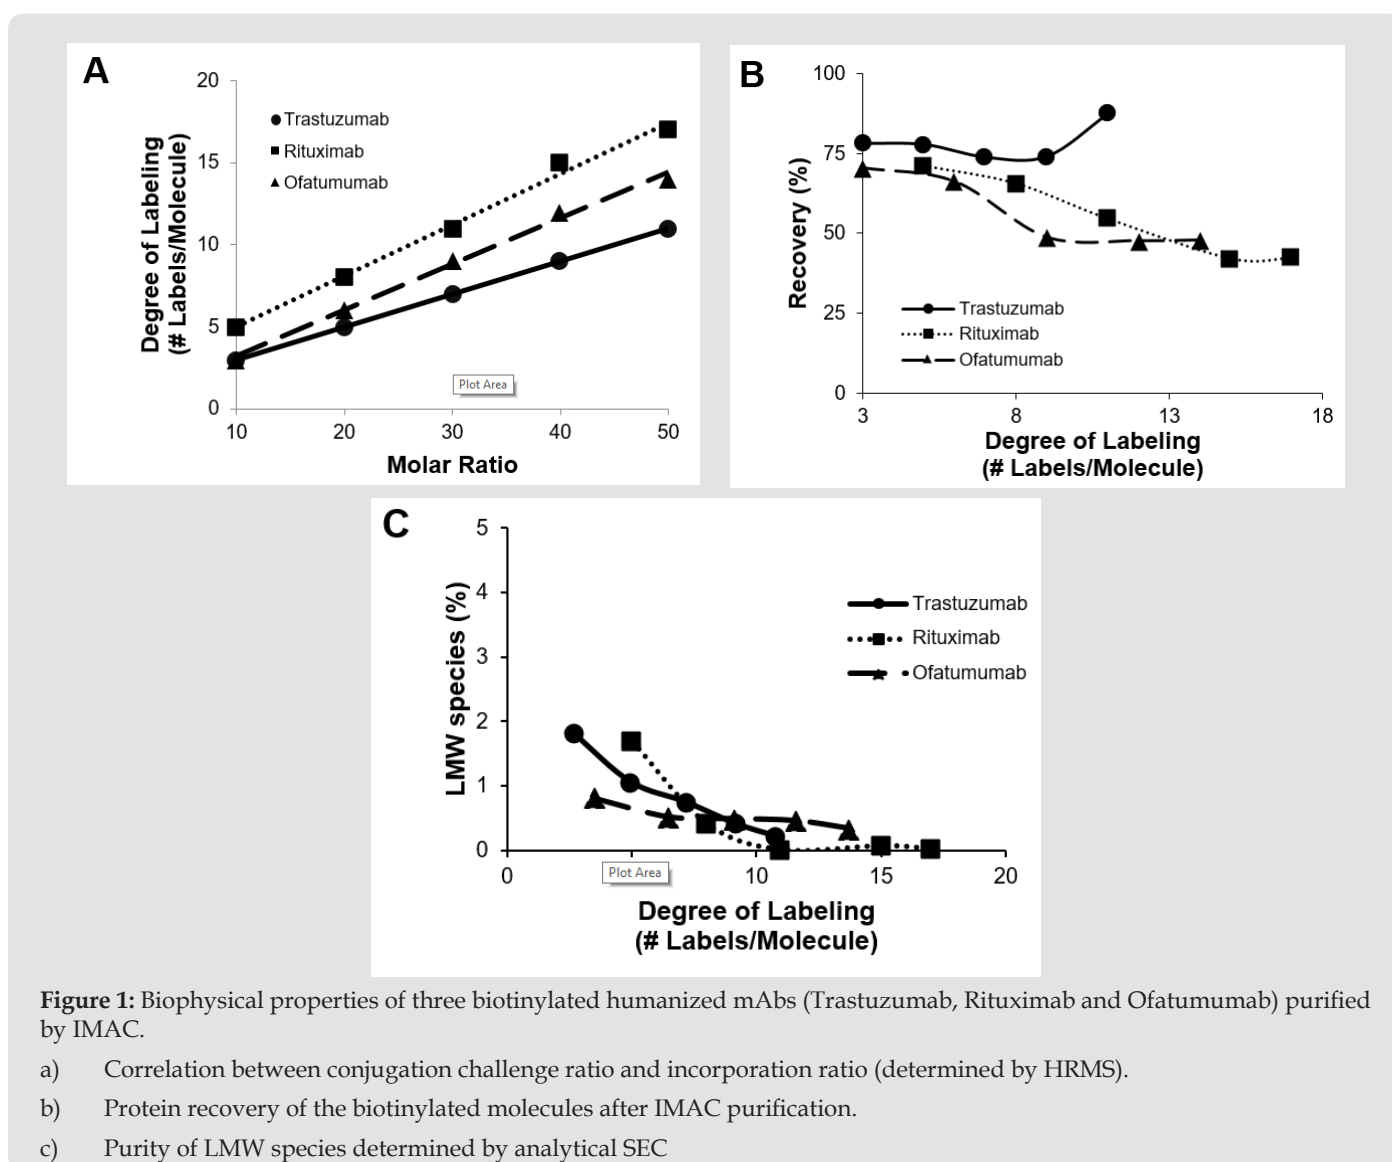 A
20
15
10
5
0
10 20 30 40 50
Degree of Labeling
(# Labels/Molecule)
Trastuzumab
Rituximab
Ofatumumab
Plot Area
Molar Ratio
B
100
75
50
25
0
3 8 13 18
Recovery (%)
Trastuzumab
Rituximab
Ofatumumab
Degree of Labeling
(# Labels/Molecule)
C
5
4
3
2
1
0
0 10 15 20
LMW species (%)
Trastuzumab
Rituximab
Ofatumumab
Plot Area
Degree of Labeling
(# Labels/Molecule)
Figure 1: Biophysical properties of three biotinylated humanized mAbs (Trastuzumab, Rituximab and Ofatumumab) purified
by IMAC.
a) Correlation between conjugation challenge ratio and incorporation ratio (determined by HRMS).
b) Protein recovery of the biotinylated molecules after IMAC purification.
c) Purity of LMW species determined by analytical SEC